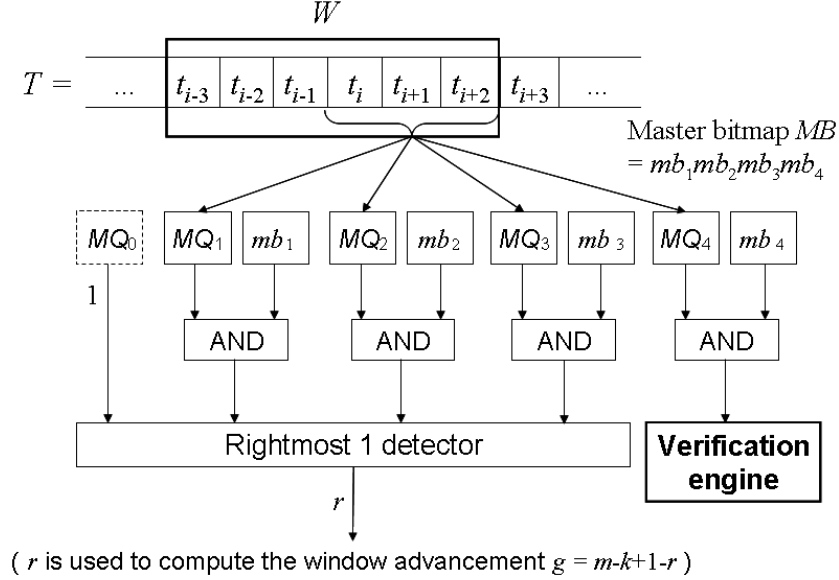 W
T = ... t_{i-3} t_{i-2} t_{i-1} t_i t_{i+1} t_{i+2} t_{i+3} ...
Master bitmap MB
= mb_1mb_2mb_3mb_4
MQ_0 MQ_1 mb_1 MQ_2 mb_2 MQ_3 mb_3 MQ_4 mb_4
1
AND AND AND AND
Rightmost 1 detector
Verification
engine
r
( r is used to compute the window advancement g = m-k+1-r )